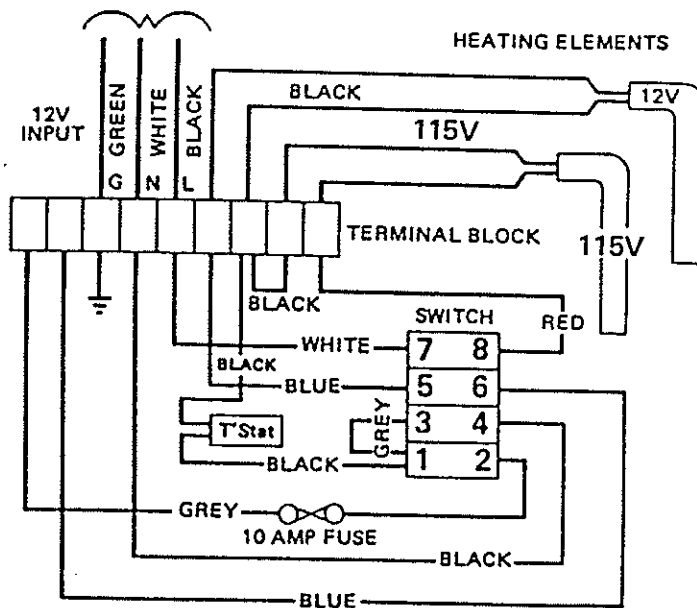 HEATING ELEMENTS
12V
INPUT
GREEN
WHITE
BLACK
BLACK
12V
115V
G N L
TERMINAL BLOCK
115V
BLACK
SWITCH
RED
WHITE
7 8
BLACK
BLUE
5 6
GREY
3 4
T'Stat
BLACK
1 2
GREY
10 AMP FUSE
BLACK
BLUE